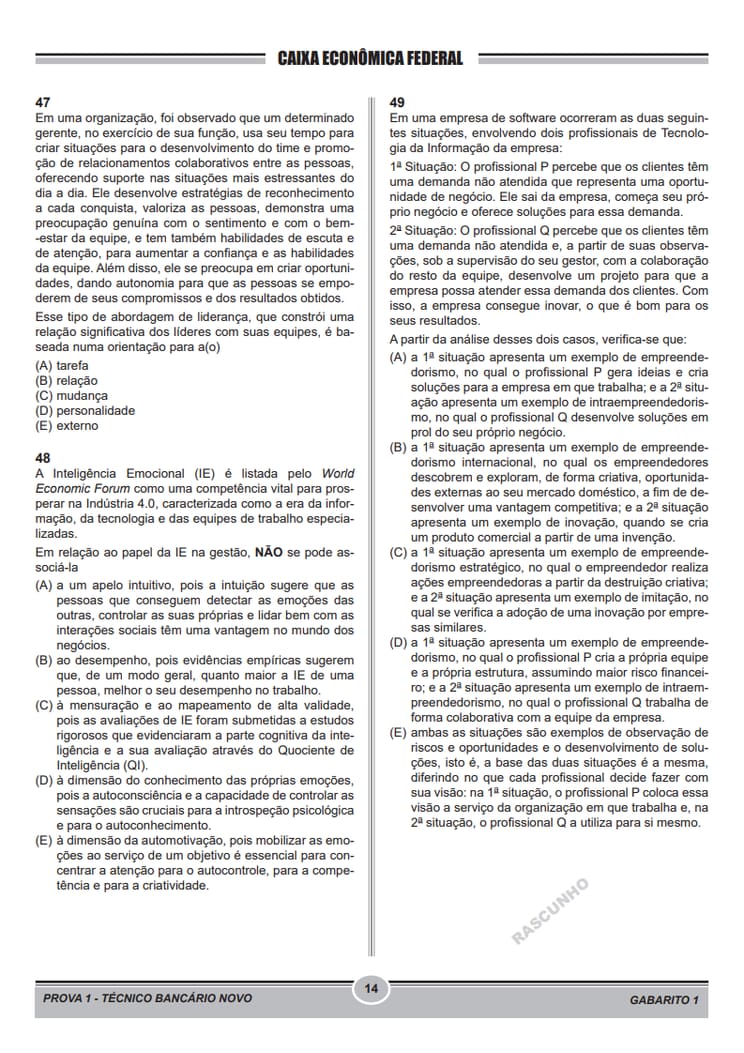 CAIXA ECONÔMICA FEDERAL
47
Em uma organização, foi observado que um determinado
gerente, no exercício de sua função, usa seu tempo para
criar situações para o desenvolvimento do time e promo-
ção de relacionamentos colaborativos entre as pessoas,
oferecendo suporte nas situações mais estressantes do
dia a dia. Ele desenvolve estratégias de reconhecimento
a cada conquista, valoriza as pessoas, demonstra uma
preocupação genuína com o sentimento e com o bem-
-estar da equipe, e tem também habilidades de escuta e
de atenção, para aumentar a confiança e as habilidades
da equipe. Além disso, ele se preocupa em criar oportuni-
dades, dando autonomia para que as pessoas se empo-
derem de seus compromissos e dos resultados obtidos.
Esse tipo de abordagem de liderança, que constrói uma
relação significativa dos líderes com suas equipes, é ba-
seada numa orientação para a(o)
(A) tarefa
(B) relação
(C) mudança
(D) personalidade
(E) externo
48
A Inteligência Emocional (IE) é listada pelo World
Economic Forum como uma competência vital para pros-
perar na Indústria 4.0, caracterizada como a era da infor-
mação, da tecnologia e das equipes de trabalho especia-
lizadas.
Em relação ao papel da IE na gestão, NÃO se pode as-
sociá-la
(A) a um apelo intuitivo, pois a intuição sugere que as
pessoas que conseguem detectar as emoções das
outras, controlar as suas próprias e lidar bem com as
interações sociais têm uma vantagem no mundo dos
negócios.
(B) ao desempenho, pois evidências empíricas sugerem
que, de um modo geral, quanto maior a IE de uma
pessoa, melhor o seu desempenho no trabalho.
(C) à mensuração e ao mapeamento de alta validade,
pois as avaliações de IE foram submetidas a estudos
rigorosos que evidenciaram a parte cognitiva da inte-
ligência e a sua avaliação através do Quociente de
Inteligência (QI).
(D) à dimensão do conhecimento das próprias emoções,
pois a autoconsciência e a capacidade de controlar as
sensações são cruciais para a introspeção psicológica
e para o autoconhecimento.
(E) à dimensão da automotivação, pois mobilizar as emo-
ções ao serviço de um objetivo é essencial para con-
centrar a atenção para o autocontrole, para a compe-
tência e para a criatividade.
49
Em uma empresa de software ocorreram as duas seguin-
tes situações, envolvendo dois profissionais de Tecnolo-
gia da Informação da empresa:
1ª Situação: O profissional P percebe que os clientes têm
uma demanda não atendida que representa uma oportu-
nidade de negócio. Ele sai da empresa, começa seu pró-
prio negócio e oferece soluções para essa demanda.
2ª Situação: O profissional Q percebe que os clientes têm
uma demanda não atendida e, a partir de suas observa-
ções, sob a supervisão do seu gestor, com a colaboração
do resto da equipe, desenvolve um projeto para que a
empresa possa atender essa demanda dos clientes. Com
isso, a empresa consegue inovar, o que é bom para os
seus resultados.
A partir da análise desses dois casos, verifica-se que:
(A) a 1ª situação apresenta um exemplo de empreende-
dorismo, no qual o profissional P gera ideias e cria
soluções para a empresa em que trabalha; e a 2ª situ-
ação apresenta um exemplo de intraempreendedoris-
mo, no qual o profissional Q desenvolve soluções em
prol do seu próprio negócio.
(B) a 1ª situação apresenta um exemplo de empreende-
dorismo internacional, no qual os empreendedores
descobrem e exploram, de forma criativa, oportunida-
des externas ao seu mercado doméstico, a fim de de-
senvolver uma vantagem competitiva; e a 2ª situação
apresenta um exemplo de inovação, quando se cria
um produto comercial a partir de uma invenção.
(C) a 1ª situação apresenta um exemplo de empreende-
dorismo estratégico, no qual o empreendedor realiza
ações empreendedoras a partir da destruição criativa;
e a 2ª situação apresenta um exemplo de imitação, no
qual se verifica a adoção de uma inovação por empre-
sas similares.
(D) a 1ª situação apresenta um exemplo de empreende-
dorismo, no qual o profissional P cria a própria equipe
e a própria estrutura, assumindo maior risco financei-
ro; e a 2ª situação apresenta um exemplo de intraem-
preendedorismo, no qual o profissional Q trabalha de
forma colaborativa com a equipe da empresa.
(E) ambas as situações são exemplos de observação de
riscos e oportunidades e o desenvolvimento de solu-
ções, isto é, a base das duas situações é a mesma,
diferindo no que cada profissional decide fazer com
sua visão: na 1ª situação, o profissional P coloca essa
visão a serviço da organização em que trabalha e, na
2ª situação, o profissional Q a utiliza para si mesmo.
RASCUNHO
PROVA 1 - TÉCNICO BANCÁRIO NOVO
14
GABARITO 1